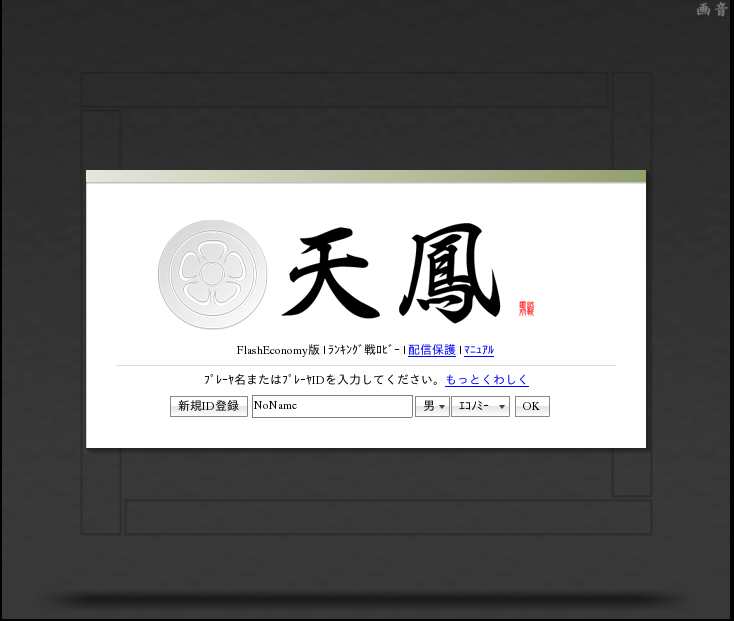 画 音
天鳳
FlashEconomy版 | ﾗﾝｷﾝｸﾞ戦ﾛﾋﾞｰ | 配信保護 | ﾏﾆｭｱﾙ
ﾌﾟﾚｰﾔ名またはﾌﾟﾚｰﾔIDを入力してください。もっとくわしく
新規ID登録 NoName 男 ｴｺﾉﾐｰ OK